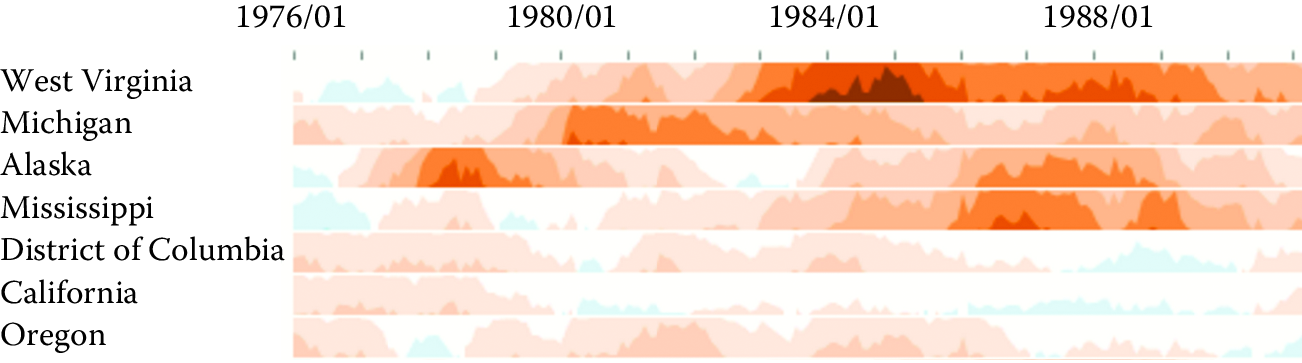 1976/01 1980/01 1984/01 1988/01
West Virginia
Michigan
Alaska
Mississippi
District of Columbia
California
Oregon